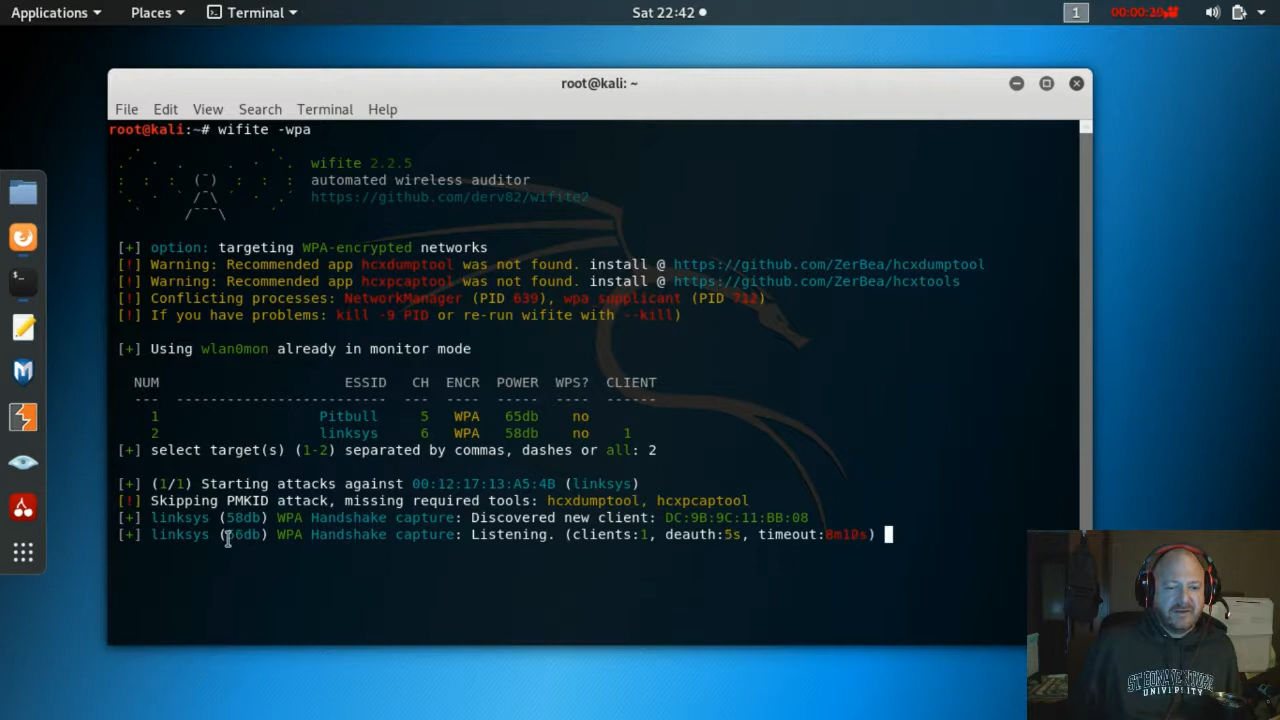 Applications Places Terminal Sat 22:42 1
root@kali: ~
File Edit View Search Terminal Help
root@kali:~# wifite -wpa
wifite 2.2.5
automated wireless auditor
https://github.com/derv82/wifite2
[+] option: targeting WPA-encrypted networks
[!] Warning: Recommended app hcxdumptool was not found. install @ https://github.com/ZerBea/hcxdumptool
[!] Warning: Recommended app hcxpcaptool was not found. install @ https://github.com/ZerBea/hcxtools
[!] Conflicting processes: NetworkManager (PID 639), wpa_supplicant (PID 712)
[!] If you have problems: kill -9 PID or re-run wifite with --kill)
[+] Using wlan0mon already in monitor mode
NUM ESSID CH ENCR POWER WPS? CLIENT
--- ------------------------- --- ---- ----- ---- ------
1 Pitbull 5 WPA 65db no
2 linksys 6 WPA 58db no 1
[+] select target(s) (1-2) separated by commas, dashes or all: 2
[+] (1/1) Starting attacks against 00:12:17:13:A5:4B (linksys)
[!] Skipping PMKID attack, missing required tools: hcxdumptool, hcxpcaptool
[+] linksys (58db) WPA Handshake capture: Discovered new client: DC:9B:9C:11:BB:08
[+] linksys WPA Handshake capture: Listening. (clients:1, deauth:5s,
ST. BONAVENTURE
UNIVERSITY